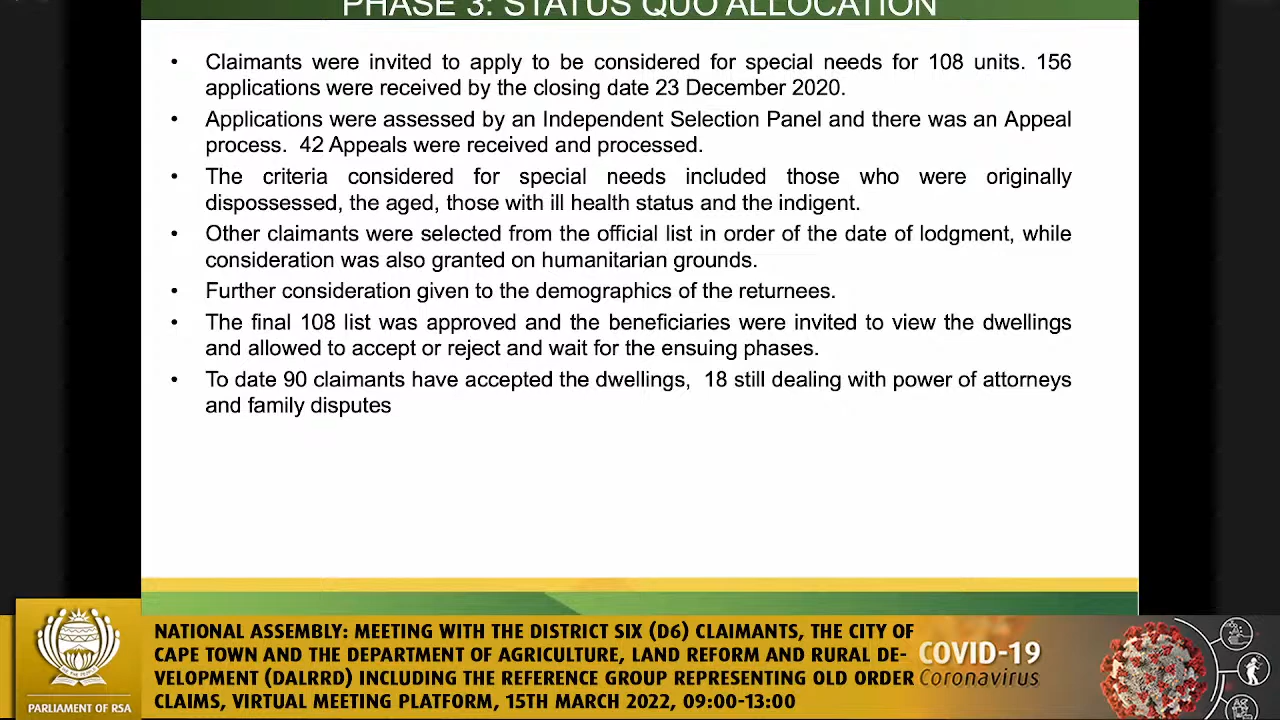 PHASE 3: STATUS QUO ALLOCATION
• Claimants were invited to apply to be considered for special needs for 108 units. 156
applications were received by the closing date 23 December 2020.
• Applications were assessed by an Independent Selection Panel and there was an Appeal
process. 42 Appeals were received and processed.
• The criteria considered for special needs included those who were originally
dispossessed, the aged, those with ill health status and the indigent.
• Other claimants were selected from the official list in order of the date of lodgment, while
consideration was also granted on humanitarian grounds.
• Further consideration given to the demographics of the returnees.
• The final 108 list was approved and the beneficiaries were invited to view the dwellings
and allowed to accept or reject and wait for the ensuing phases.
• To date 90 claimants have accepted the dwellings, 18 still dealing with power of attorneys
and family disputes
NATIONAL ASSEMBLY: MEETING WITH THE DISTRICT SIX (D6) CLAIMANTS, THE CITY OF
CAPE TOWN AND THE DEPARTMENT OF AGRICULTURE, LAND REFORM AND RURAL DE-
VELOPMENT (DALRRD) INCLUDING THE REFERENCE GROUP REPRESENTING OLD ORDER
CLAIMS, VIRTUAL MEETING PLATFORM, 15TH MARCH 2022, 09:00-13:00
COVID-19
Coronavirus
PARLIAMENT OF RSA